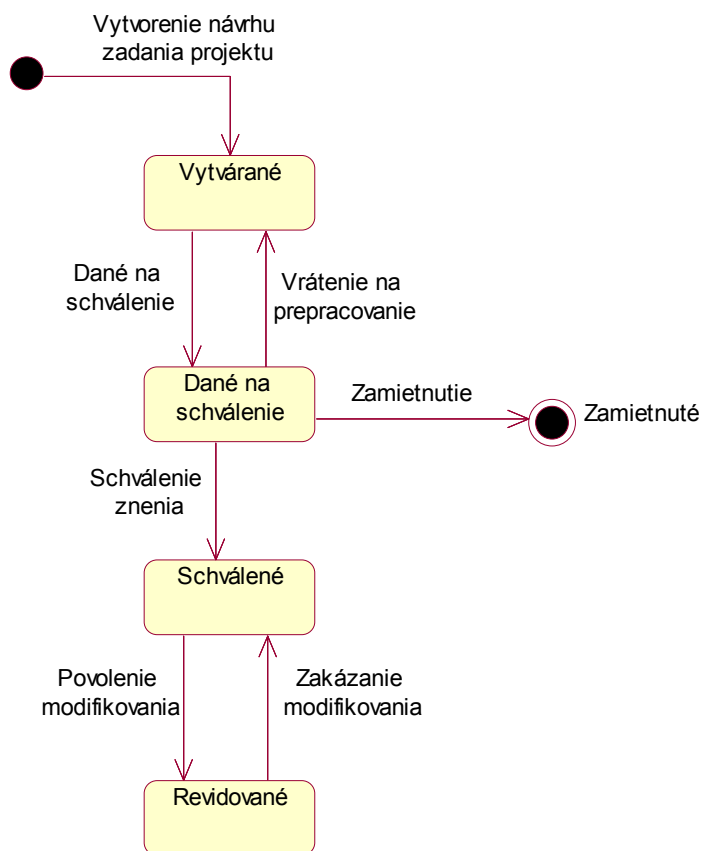 Vytvorenie návrhu
zadania projektu
Vytvárané
Dané na
schválenie
Vrátenie na
prepracovanie
Dané na
schválenie
Zamietnutie
Zamietnuté
Schválenie
znenia
Schválené
Povolenie
modifikovania
Zakázanie
modifikovania
Revidované